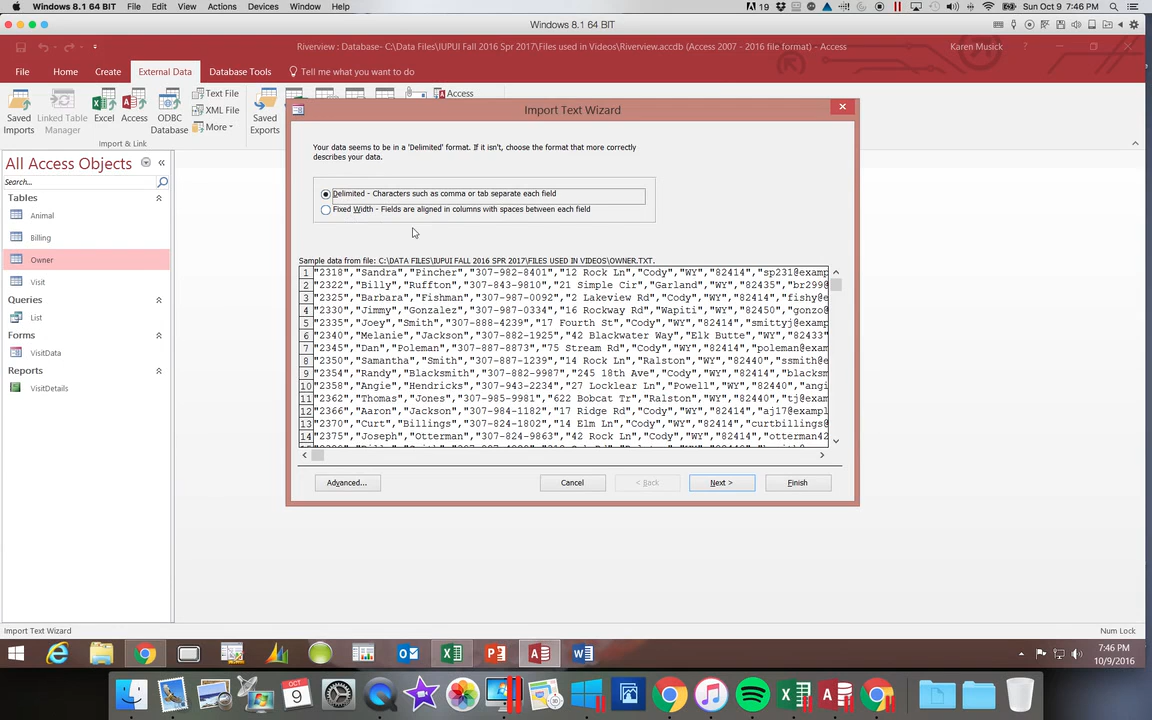 Windows 8.1 64 BIT File Edit View Actions Devices Window Help 19 Sun Oct 9 7:46 PM
Windows 8.1 64 BIT
Riverview : Database- C:\Data Files\IUPUI Fall 2016 Spr 2017\Files used in Videos\Riverview.accdb (Access 2007 - 2016 file format) - Access Karen Musick ?
File Home Create External Data Database Tools Tell me what you want to do
Saved Imports
Linked Table Manager
Excel
Access
ODBC Database
Text File
XML File
More
Import & Link
Saved Exports
Access
All Access Objects
Search...
Tables
Animal
Billing
Owner
Visit
Queries
List
Forms
VisitData
Reports
VisitDetails
Import Text Wizard
Your data seems to be in a 'Delimited' format. If it isn't, choose the format that more correctly
describes your data.
Delimited - Characters such as comma or tab separate each field
Fixed Width - Fields are aligned in columns with spaces between each field
Sample data from file: C:\DATA FILES\IUPUI FALL 2016 SPR 2017\FILES USED IN VIDEOS\OWNER.TXT.
1 "2318","Sandra","Pincher","307-982-8401","12 Rock Ln","Cody","WY","82414","sp231@examp
2 "2322","Billy","Ruffton","307-843-9810","21 Simple Cir","Garland","WY","82435","br299@
3 "2325","Barbara","Fishman","307-987-0092","2 Lakeview Rd","Cody","WY","82414","fishy@e
4 "2330","Jimmy","Gonzalez","307-987-0334","16 Rockway Rd","Wapiti","WY","82450","gonzo@
5 "2335","Joey","Smith","307-888-4239","17 Fourth St","Cody","WY","82414","smittyj@exam
6 "2340","Melanie","Jackson","307-882-1925","42 Blackwater Way","Elk Butte","WY","82433"
7 "2345","Dan","Poleman","307-887-8873","75 Stream Rd","Cody","WY","82414","poleman@exam
8 "2350","Samantha","Smith","307-887-1239","14 Rock Ln","Ralston","WY","82440","ssmith@e
9 "2354","Randy","Blacksmith","307-882-9987","245 18th Ave","Cody","WY","82414","blacksm
10 "2358","Angie","Hendricks","307-943-2234","27 Locklear Ln","Powell","WY","82440","angi
11 "2362","Thomas","Jones","307-985-9981","622 Bobcat Tr","Ralston","WY","82440","tj@exam
12 "2366","Aaron","Jackson","307-984-1182","17 Ridge Rd","Cody","WY","82414","aj17@exampl
13 "2370","Curt","Billings","307-824-1802","14 Elm Ln","Cody","WY","82414","curtbillings@
14 "2375","Joseph","Otterman","307-824-9863","42 Rock Ln","Cody","WY","82414","otterman42
Advanced... Cancel < Back Next > Finish
Import Text Wizard Num Lock
7:46 PM
10/9/2016
OCT
9